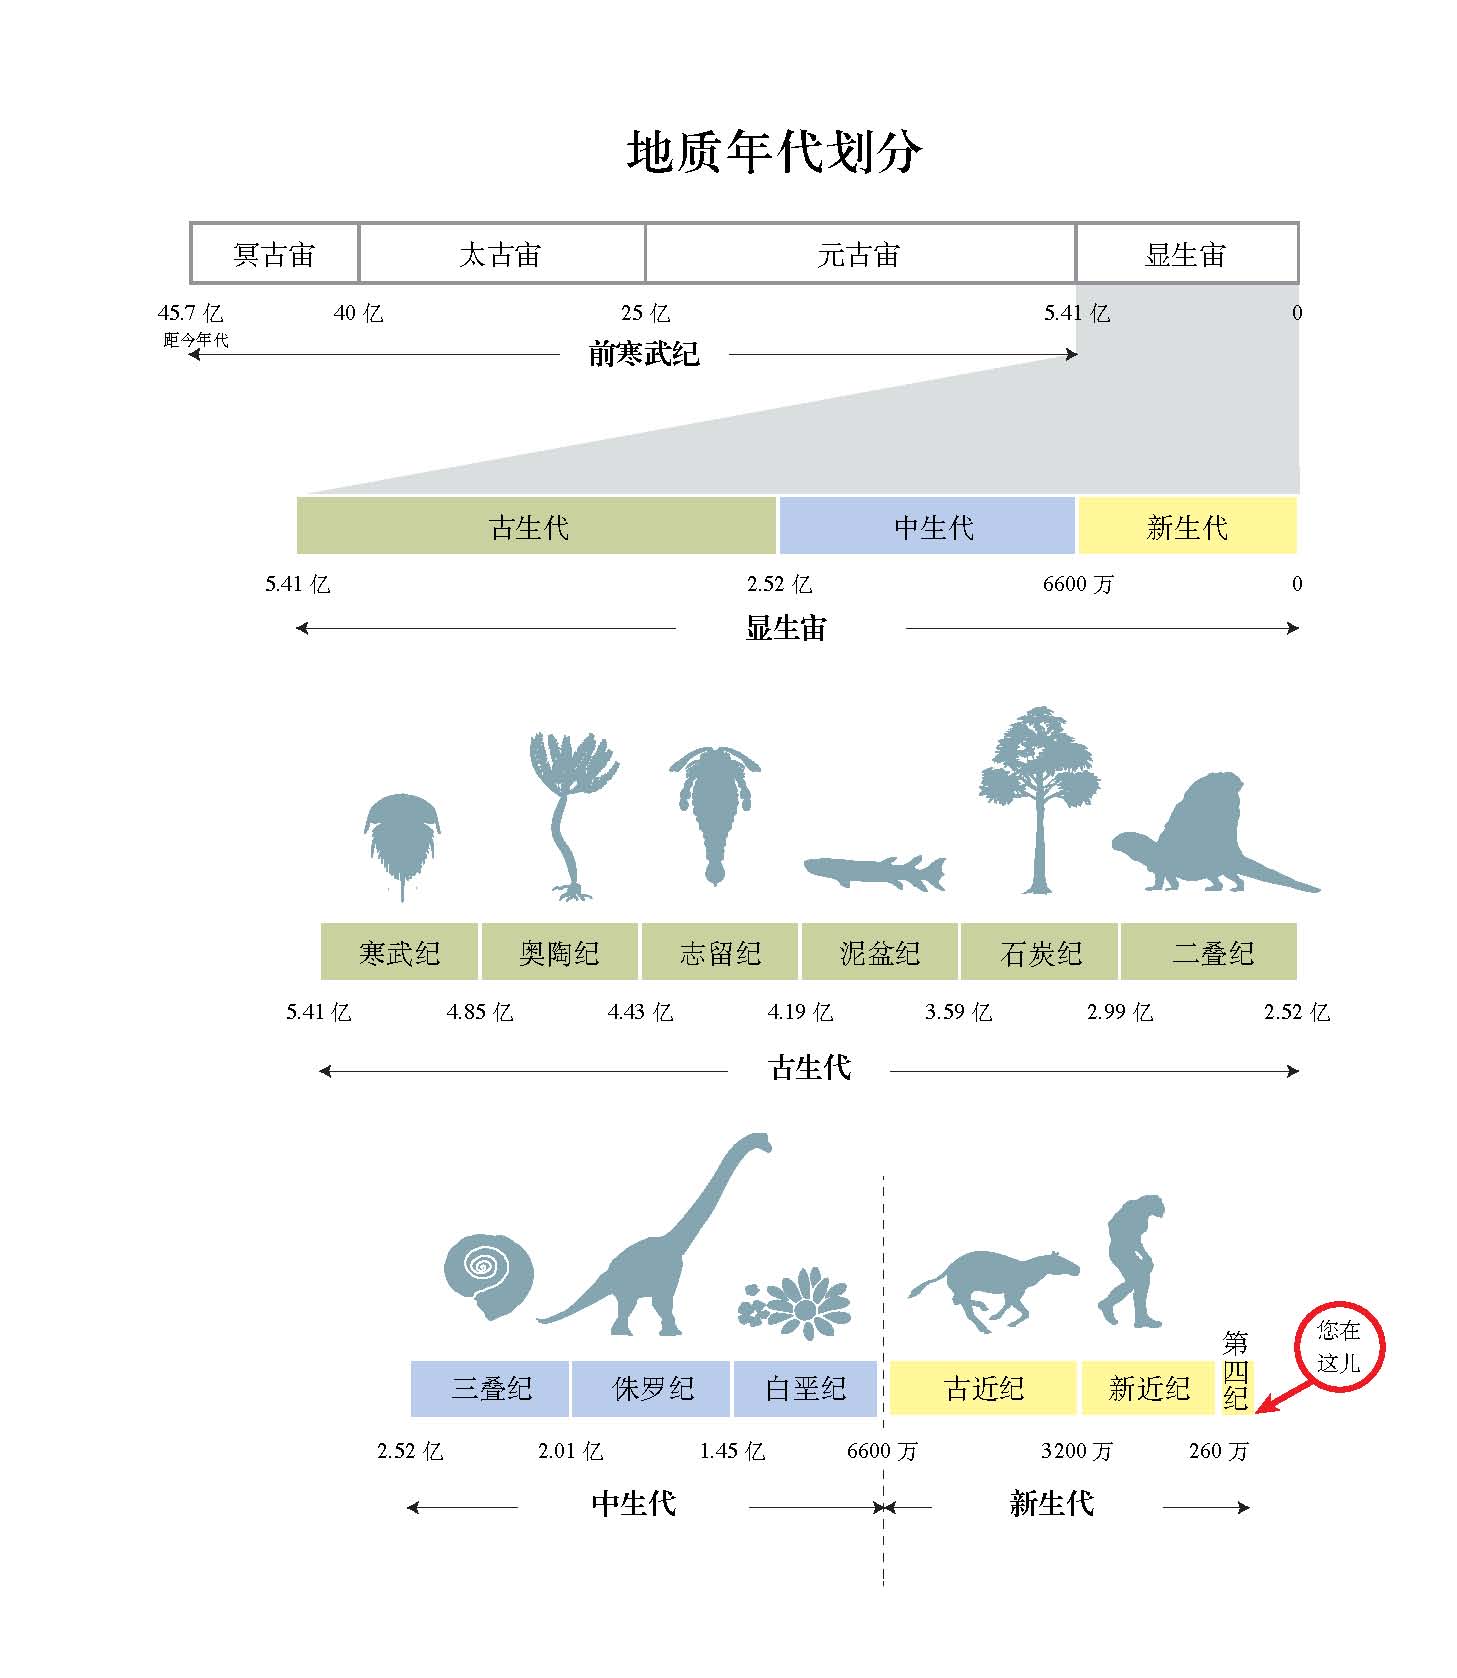 地质年代划分
冥古宙 太古宙 元古宙 显生宙
45.7 亿 40 亿 25 亿 5.41 亿 0
距今年代
前寒武纪
古生代 中生代 新生代
5.41 亿 2.52 亿 6600 万 0
显生宙
寒武纪 奥陶纪 志留纪 泥盆纪 石炭纪 二叠纪
5.41 亿 4.85 亿 4.43 亿 4.19 亿 3.59 亿 2.99 亿 2.52 亿
古生代
您在
这儿
三叠纪 侏罗纪 白垩纪 古近纪 新近纪 第四纪
2.52 亿 2.01 亿 1.45 亿 6600 万 3200 万 260 万
中生代 新生代